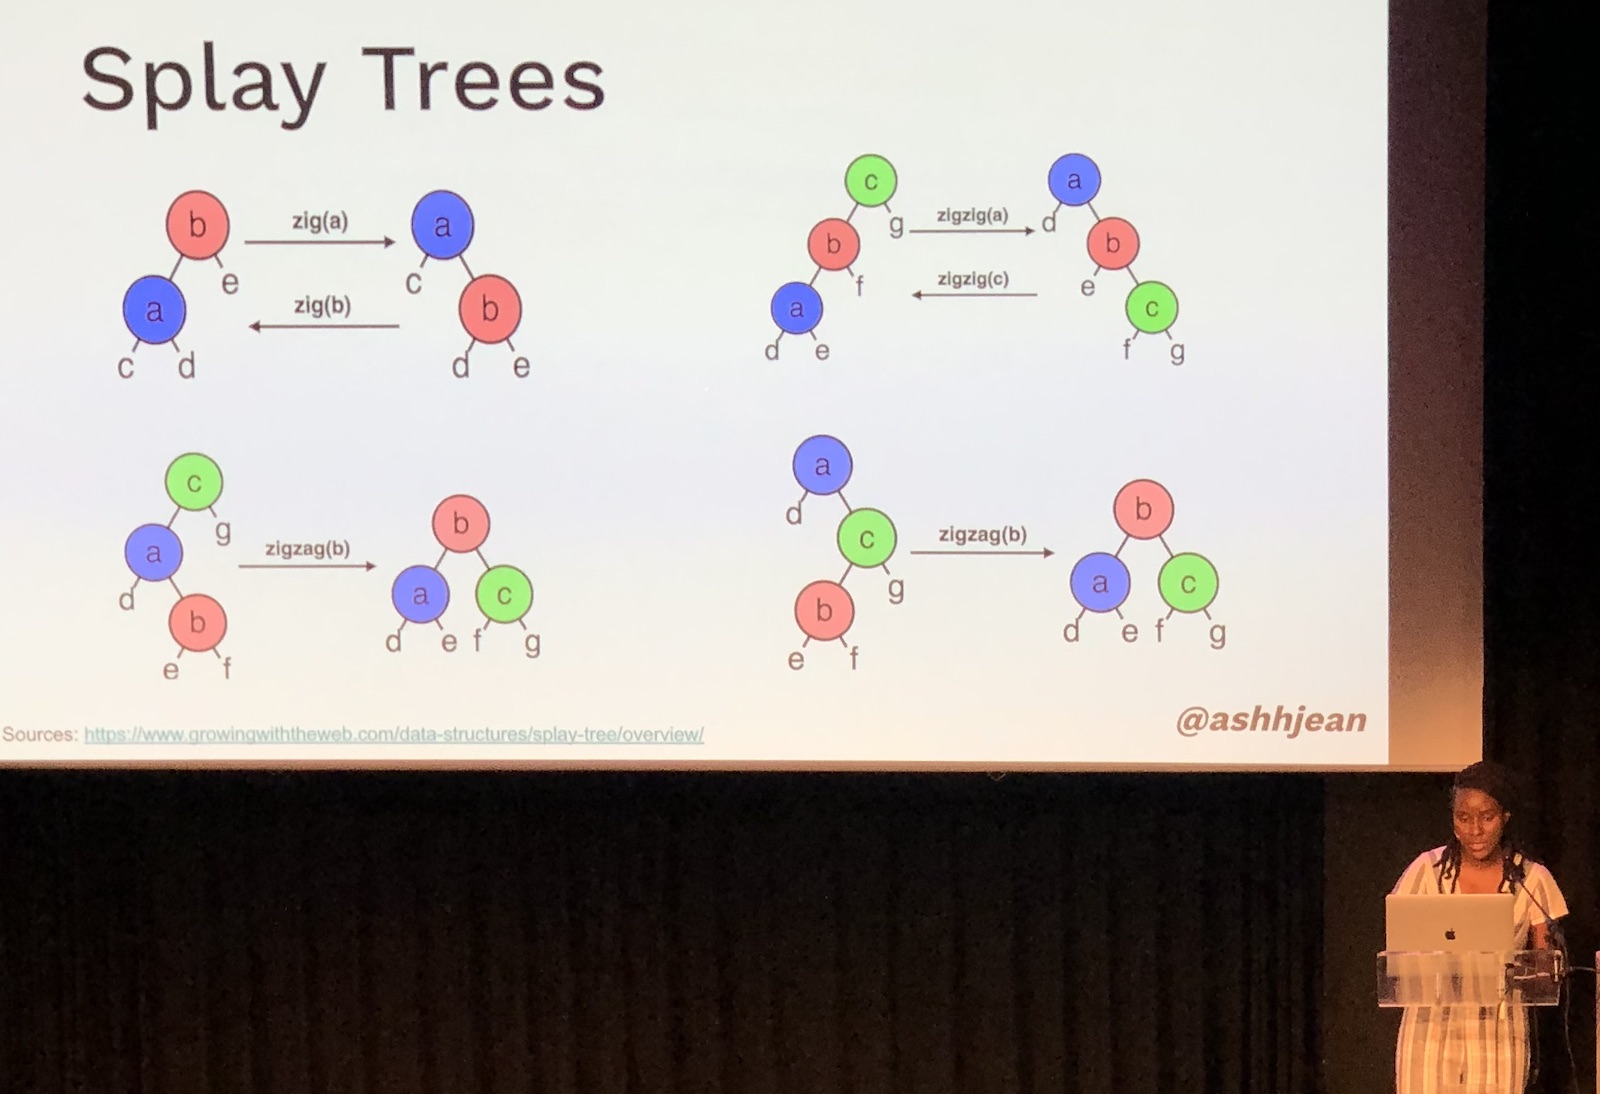 Splay Trees
b
zig(a)
a
e
c
a
zig(b)
b
c d
d e
c
zigzig(a)
a
g
d
b
b
f
zigzig(c)
e
a
c
d e
f g
c
g
a
zigzag(b)
b
d
a c
b
d e f g
e f
a
d
c
zigzag(b)
b
g
a c
b
d e f g
e f
Sources: https://www.growingwiththeweb.com/data-structures/splay-tree/overview/
@ashhjean